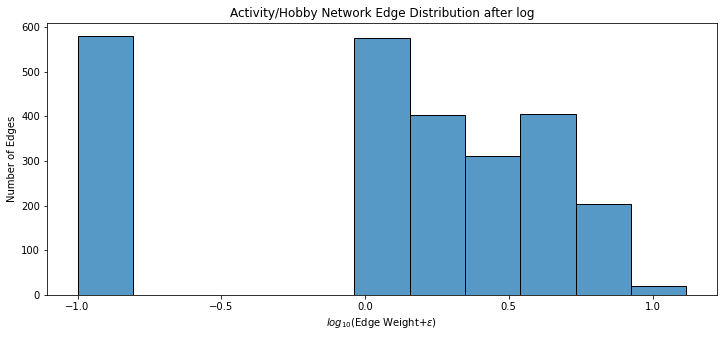 Activity/Hobby Network Edge Distribution after log
600
500
400
300
200
100
0
Number of Edges
−1.0 −0.5 0.0 0.5 1.0
log₁₀(Edge Weight+ε)